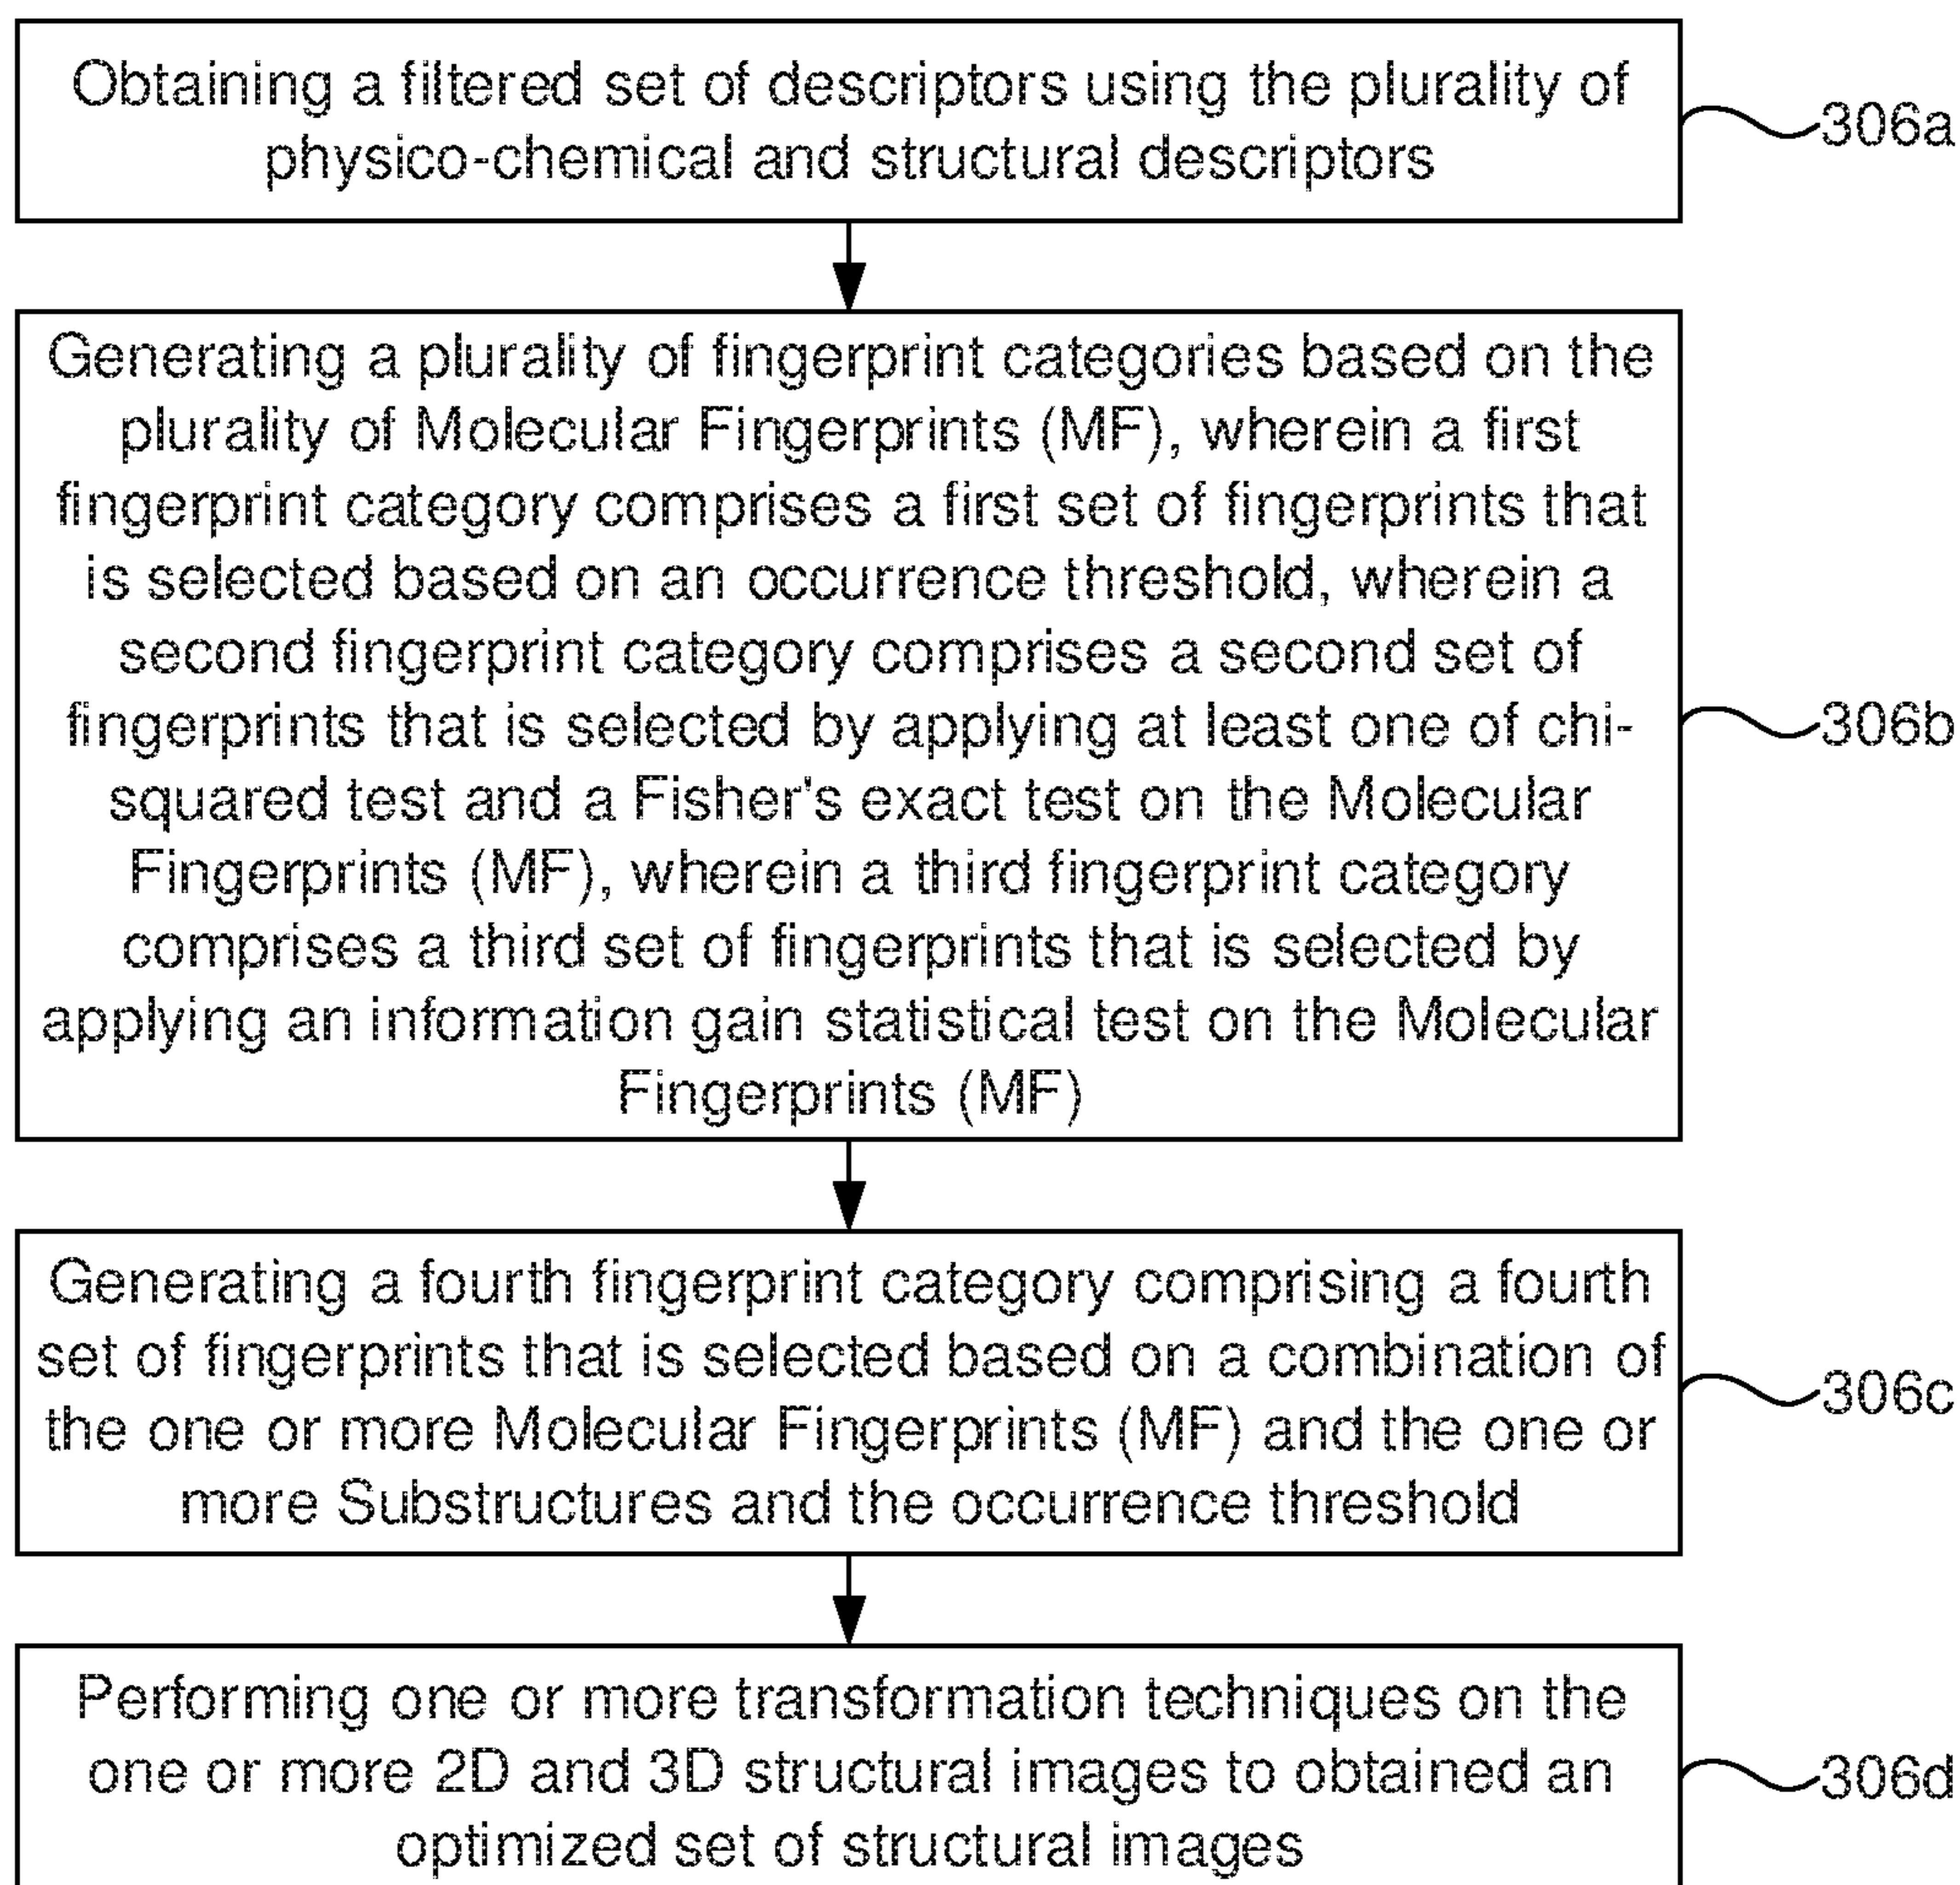 Obtaining a filtered set of descriptors using the plurality of
physico-chemical and structural descriptors
306a
Generating a plurality of fingerprint categories based on the
plurality of Molecular Fingerprints (MF), wherein a first
fingerprint category comprises a first set of fingerprints that
is selected based on an occurrence threshold, wherein a
second fingerprint category comprises a second set of
fingerprints that is selected by applying at least one of chi-
squared test and a Fisher's exact test on the Molecular
Fingerprints (MF), wherein a third fingerprint category
comprises a third set of fingerprints that is selected by
applying an information gain statistical test on the Molecular
Fingerprints (MF)
306b
Generating a fourth fingerprint category comprising a fourth
set of fingerprints that is selected based on a combination of
the one or more Molecular Fingerprints (MF) and the one or
more Substructures and the occurrence threshold
306c
Performing one or more transformation techniques on the
one or more 2D and 3D structural images to obtained an
optimized set of structural images
306d